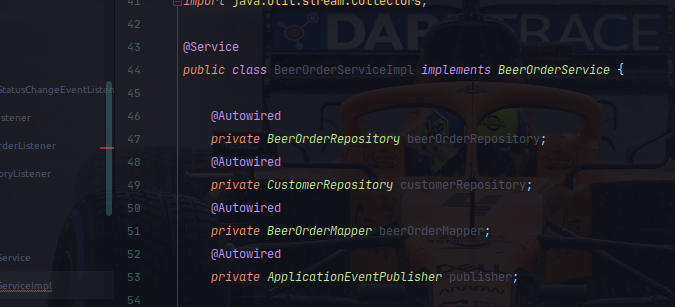 41 import java.util.stream.Collectors;
42
43 @Service
44 public class BeerOrderServiceImpl implements BeerOrderService {
45
46 @Autowired
47 private BeerOrderRepository beerOrderRepository;
48 @Autowired
49 private CustomerRepository customerRepository;
50 @Autowired
51 private BeerOrderMapper beerOrderMapper;
52 @Autowired
53 private ApplicationEventPublisher publisher;
54
StatusChangeEventListen
istener
rderListener
oryListener
Service
ServiceImpl
DARKTRACE
DELL